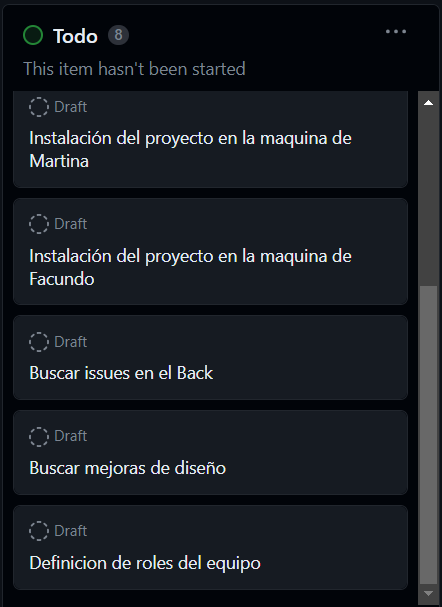 Todo 8
This item hasn't been started
Draft
Instalación del proyecto en la maquina de
Martina
Draft
Instalación del proyecto en la maquina de
Facundo
Draft
Buscar issues en el Back
Draft
Buscar mejoras de diseño
Draft
Definicion de roles del equipo